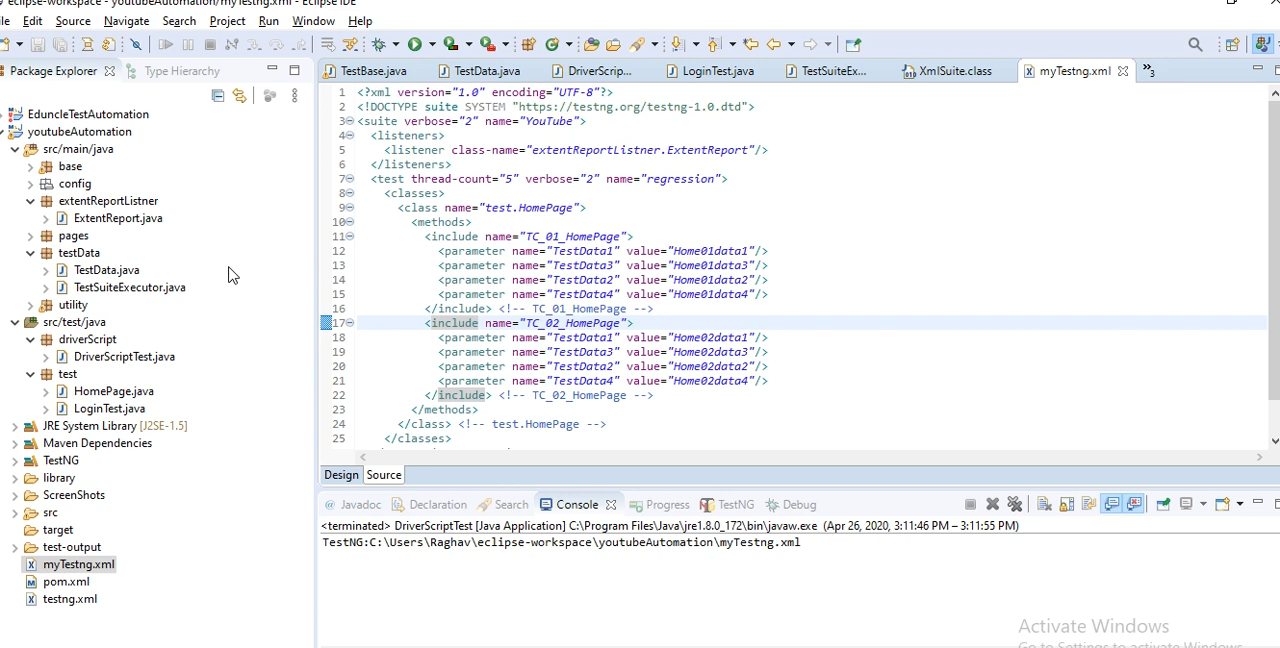 eclipse-workspace - youtubeAutomation/myTestng.xml - Eclipse IDE
Edit Source Navigate Search Project Run Window Help
Package Explorer Type Hierarchy
TestBase.java TestData.java DriverScrip... LoginTest.java TestSuiteEx... XmlSuite.class myTestng.xml »3
EduncleTestAutomation
youtubeAutomation
src/main/java
base
config
extentReportListner
ExtentReport.java
pages
testData
TestData.java
TestSuiteExecutor.java
utility
src/test/java
driverScript
DriverScriptTest.java
test
HomePage.java
LoginTest.java
JRE System Library [J2SE-1.5]
Maven Dependencies
TestNG
library
ScreenShots
src
target
test-output
myTestng.xml
pom.xml
testng.xml
1 <?xml version="1.0" encoding="UTF-8"?>
2 <!DOCTYPE suite SYSTEM "https://testng.org/testng-1.0.dtd">
3 <suite verbose="2" name="YouTube">
4 <listeners>
5 <listener class-name="extentReportListner.ExtentReport"/>
6 </listeners>
7 <test thread-count="5" verbose="2" name="regression">
8 <classes>
9 <class name="test.HomePage">
10 <methods>
11 <include name="TC_01_HomePage">
12 <parameter name="TestData1" value="Home01data1"/>
13 <parameter name="TestData3" value="Home01data3"/>
14 <parameter name="TestData2" value="Home01data2"/>
15 <parameter name="TestData4" value="Home01data4"/>
16 </include> <!-- TC_01_HomePage -->
17 <include name="TC_02_HomePage">
18 <parameter name="TestData1" value="Home02data1"/>
19 <parameter name="TestData3" value="Home02data3"/>
20 <parameter name="TestData2" value="Home02data2"/>
21 <parameter name="TestData4" value="Home02data4"/>
22 </include> <!-- TC_02_HomePage -->
23 </methods>
24 </class> <!-- test.HomePage -->
25 </classes>
Design Source
@ Javadoc Declaration Search Console Progress TestNG Debug
<terminated> DriverScriptTest [Java Application] C:\Program Files\Java\jre1.8.0_172\bin\javaw.exe (Apr 26, 2020, 3:11:46 PM – 3:11:55 PM)
TestNG:C:\Users\Raghav\eclipse-workspace\youtubeAutomation\myTestng.xml
Activate Windows
Go to Settings to activate Windows.